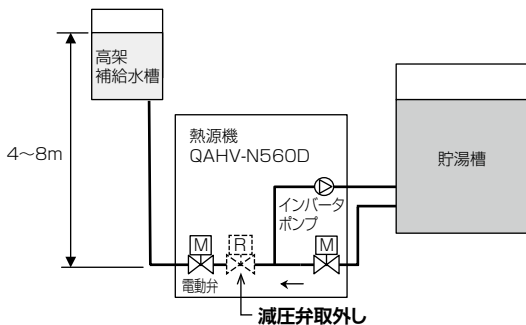 高架
補給水槽
4～8m
熱源機
QAHV-N560D
貯湯槽
インバータ
ポンプ
M
R
M
電動弁
減圧弁取外し